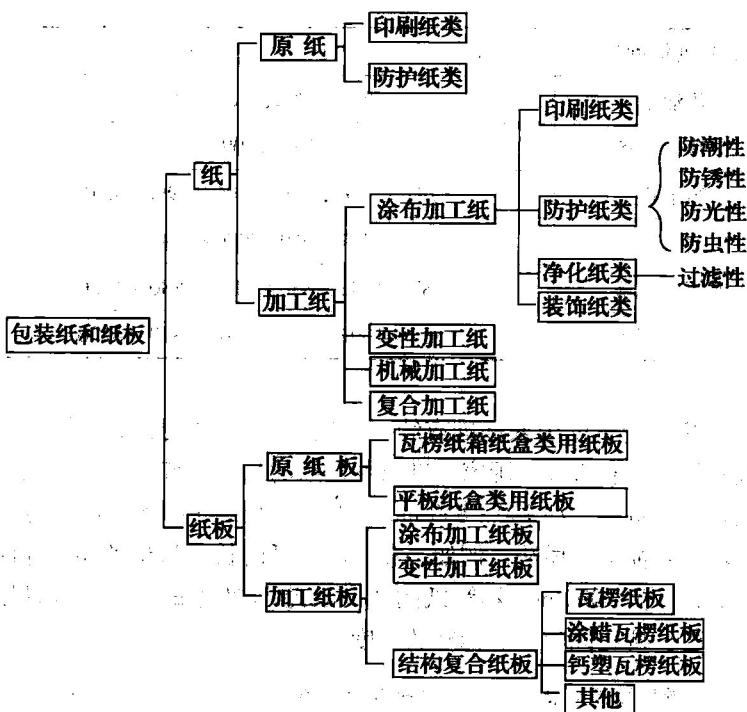 印刷纸类
原纸
防护纸类
印刷纸类
防潮性
纸
防锈性
涂布加工纸
防护纸类
防光性
防虫性
净化纸类
过滤性
加工纸
装饰纸类
包装纸和纸板
变性加工纸
机械加工纸
复合加工纸
瓦楞纸箱纸盒类用纸板
原纸板
平板纸盒类用纸板
纸板
涂布加工纸板
变性加工纸板
加工纸板
瓦楞纸板
涂蜡瓦楞纸板
结构复合纸板
钙塑瓦楞纸板
其他